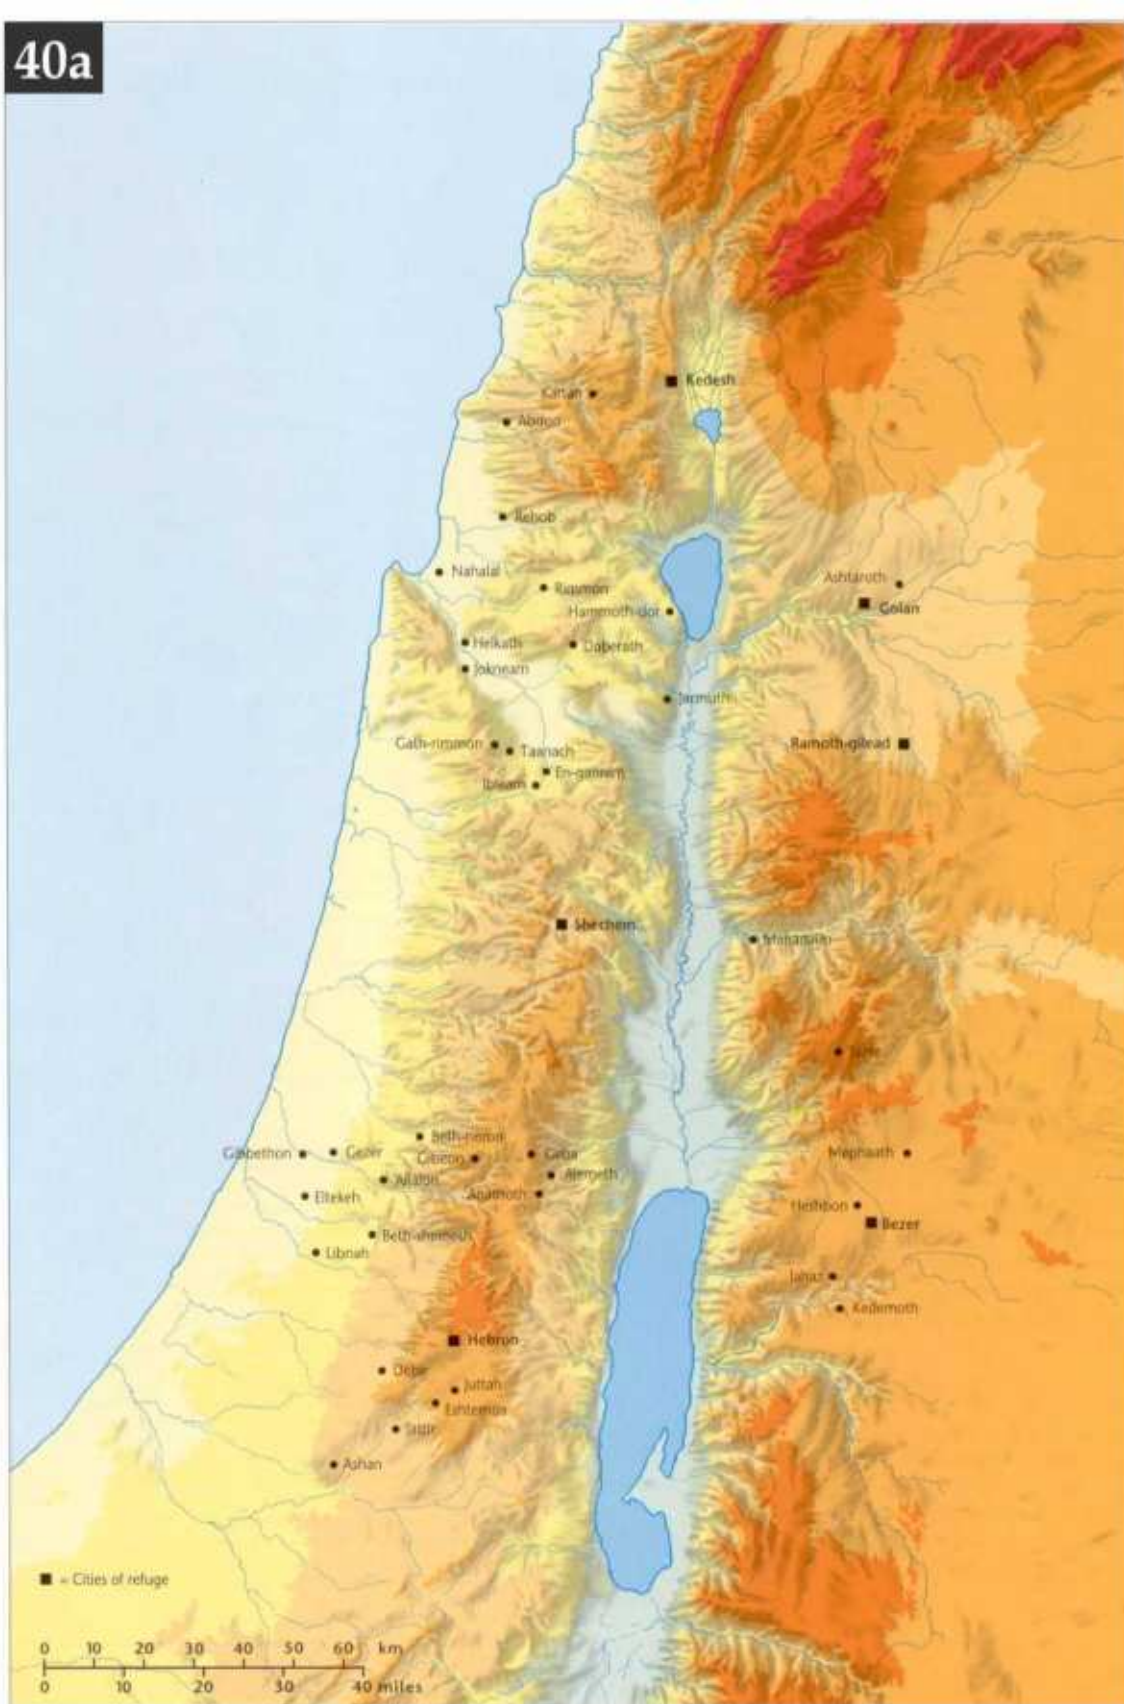 40a
Kedesh
Kartan
Abdon
Rehob
Nahalal
Rimmon
Ashtaroth
Golan
Hammoth-dor
Helkath
Daberath
Jokneam
Jarmuth
Gath-rimmon
Taanach
Ramoth-gilead
En-gannim
Ibleam
Shechem
Mahanaim
Jazer
Beth-horon
Gibbethon
Gezer
Gibeon
Geba
Mephaath
Aijalon
Alemeth
Eltekeh
Anathoth
Heshbon
Bezer
Beth-shemesh
Libnah
Jahaz
Kedemoth
Hebron
Debir
Juttah
Eshtemoa
Jattir
Ashan
= Cities of refuge
0 10 20 30 40 50 60 km
0 10 20 30 40 miles